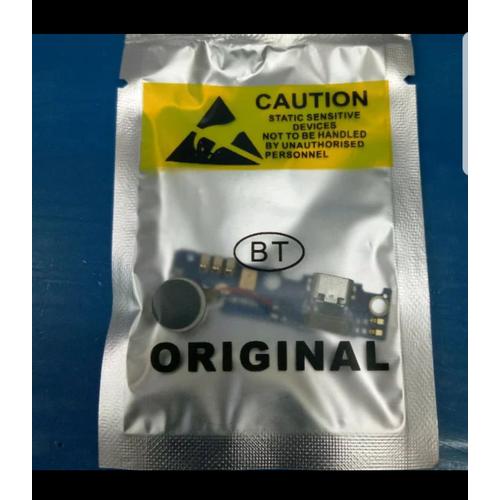 CAUTION
STATIC SENSITIVE
DEVICES
NOT TO BE HANDLED
BY UNAUTHORISED
PERSONNEL
BT
ORIGINAL